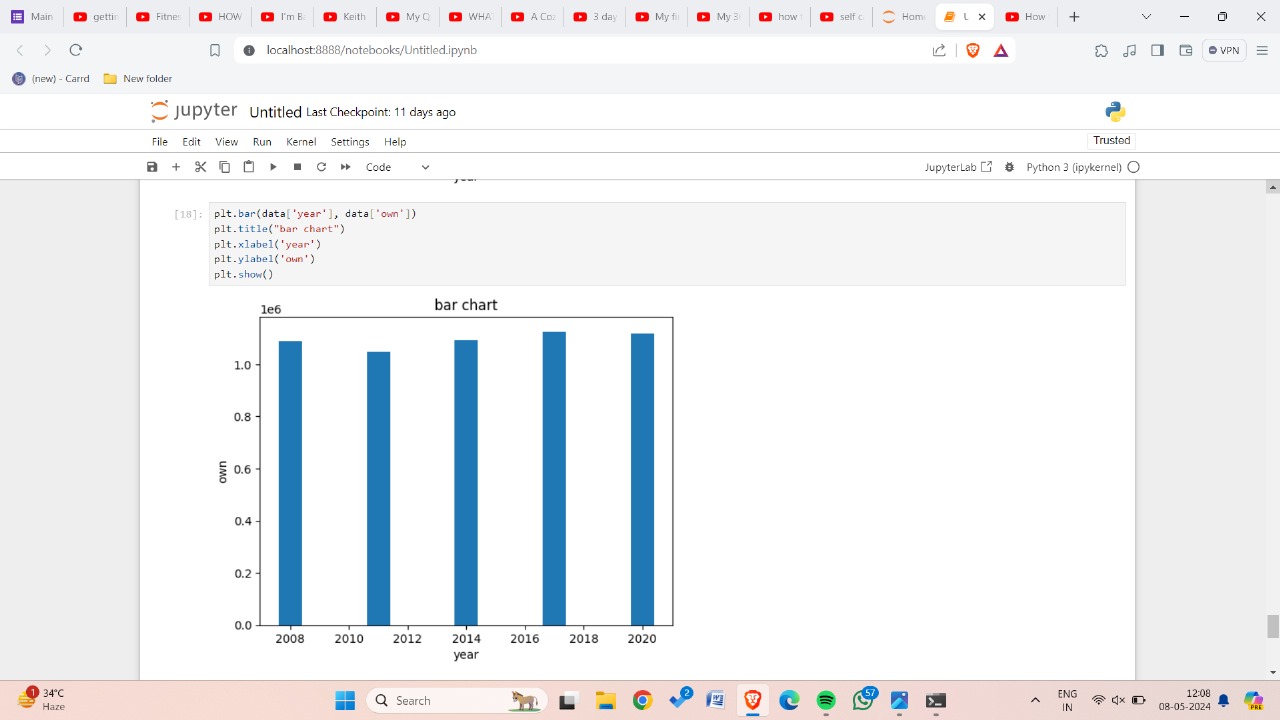 Main
gettin
Fitnes
HOW
I'm B
Keith
My Q
WHA
A Co
3 day
My fi
My 3
how
self c
Hom
How
localhost:8888/notebooks/Untitled.ipynb
VPN
(new) - Carrd
New folder
jupyter Untitled Last Checkpoint: 11 days ago
File Edit View Run Kernel Settings Help
Trusted
Code
JupyterLab
Python 3 (ipykernel)
year
[18]:
plt.bar(data['year'], data['own'])
plt.title("bar chart")
plt.xlabel('year')
plt.ylabel('own')
plt.show()
bar chart
1e6
1.0
0.8
0.6
0.4
0.2
0.0
own
2008 2010 2012 2014 2016 2018 2020
year
1
34°C
Haze
Search
2
57
ENG
IN
12:08
08-05-2024
PRE